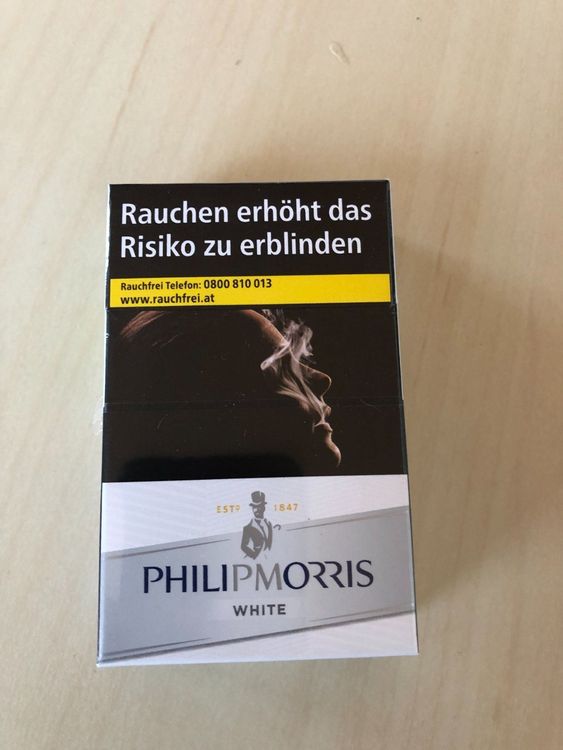 Rauchen erhöht das
Risiko zu erblinden
Rauchfrei Telefon: 0800 810 013
www.rauchfrei.at
ESTD 1847
PHILIPMORRIS
WHITE